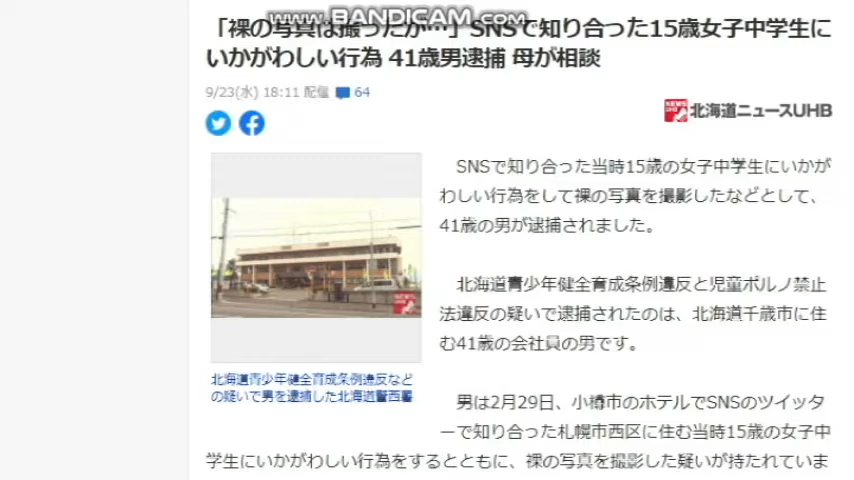 www.BANDICAM.com
「裸の写真は撮ったが…」SNSで知り合った15歳女子中学生に
いかがわしい行為 41歳男逮捕 母が相談
9/23(水) 18:11 配信 64
NEWS UHB 北海道ニュースUHB
SNSで知り合った当時15歳の女子中学生にいかが
わしい行為をして裸の写真を撮影したなどとして、
41歳の男が逮捕されました。
北海道青少年健全育成条例違反と児童ポルノ禁止
法違反の疑いで逮捕されたのは、北海道千歳市に住
む41歳の会社員の男です。
北海道青少年健全育成条例違反など
の疑いで男を逮捕した北海道警西署
男は2月29日、小樽市のホテルでSNSのツイッタ
ーで知り合った札幌市西区に住む当時15歳の女子中
学生にいかがわしい行為をするとともに、裸の写真を撮影した疑いが持たれていま